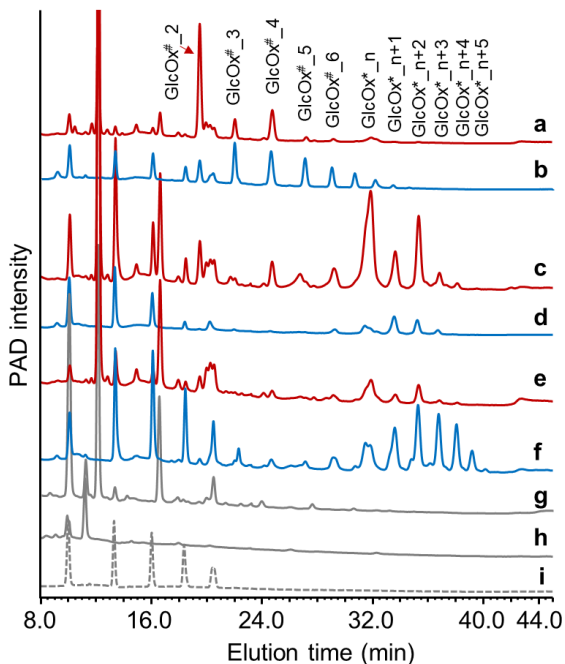 GlcOx#_2
GlcOx#_3
GlcOx#_4
GlcOx#_5
GlcOx#_6
GlcOx*_n
GlcOx*_n+1
GlcOx*_n+2
GlcOx*_n+3
GlcOx*_n+4
GlcOx*_n+5
a
b
c
d
e
f
g
h
i
PAD intensity
8.0 16.0 24.0 32.0 40.0 44.0
Elution time (min)